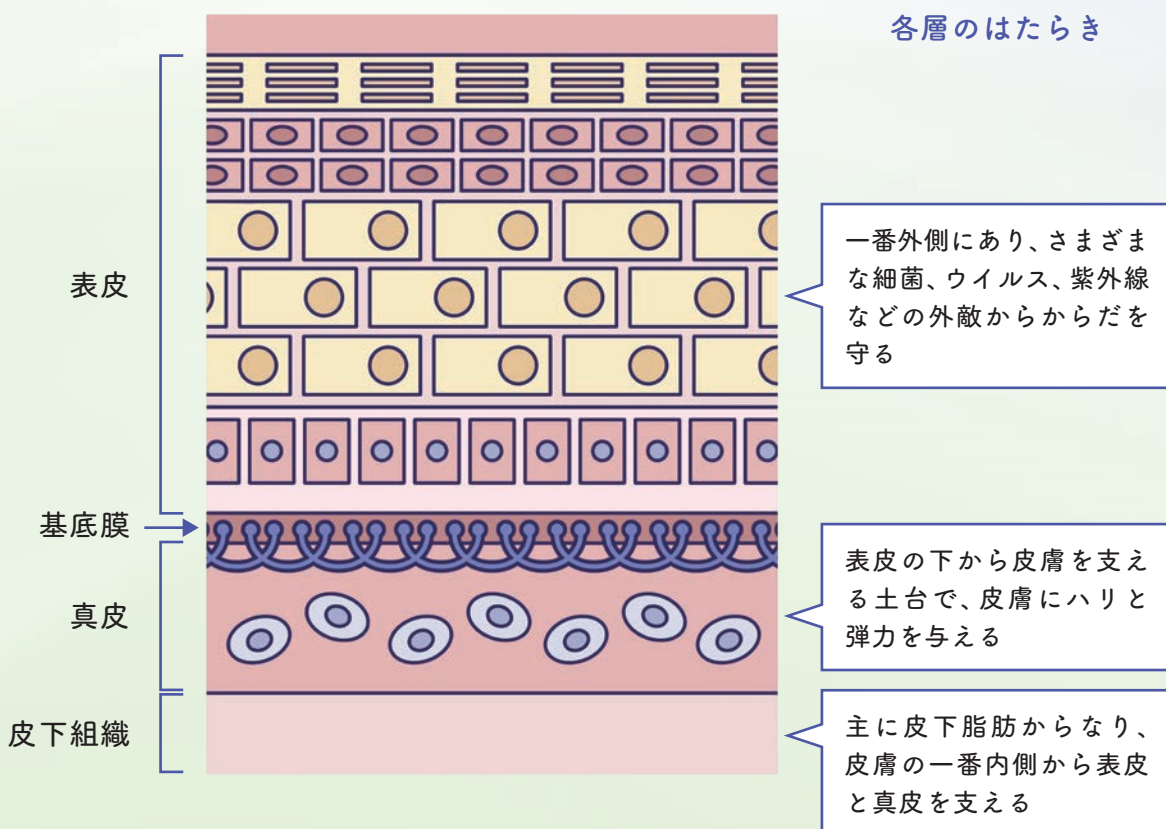 各層のはたらき
表皮
一番外側にあり、さまざま
な細菌、ウイルス、紫外線
などの外敵からからだを
守る
基底膜
真皮
表皮の下から皮膚を支え
る土台で、皮膚にハリと
弾力を与える
皮下組織
主に皮下脂肪からなり、
皮膚の一番内側から表皮
と真皮を支える